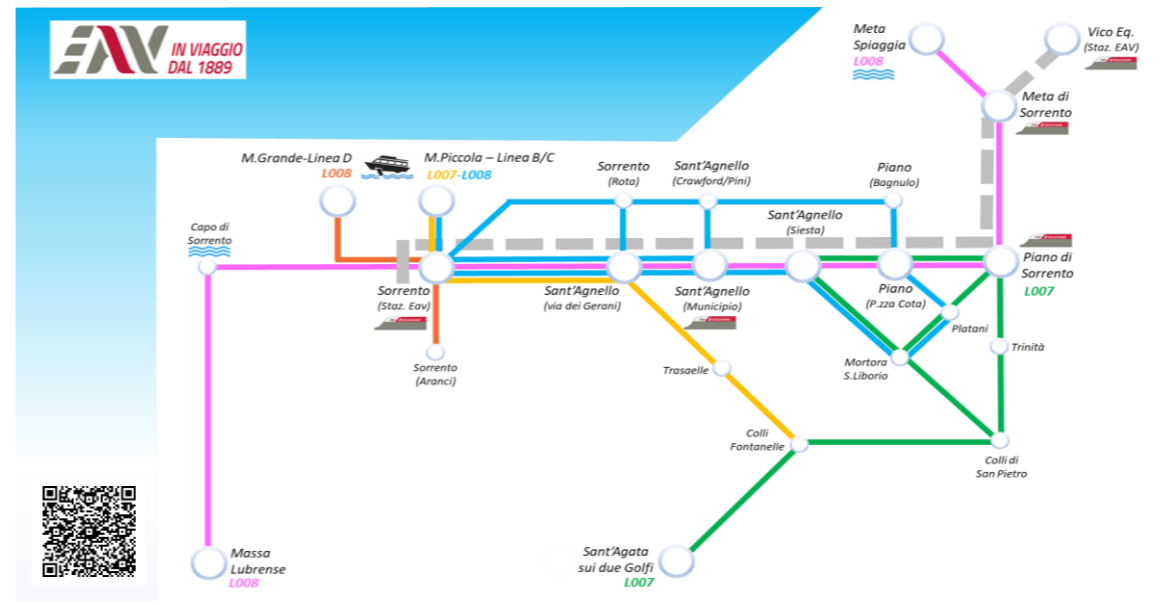 EAV IN VIAGGIO
DAL 1889
Meta
Spiaggia
L008
Vico Eq.
(Staz. EAV)
Meta di
Sorrento
M.Grande-Linea D
L008
M.Piccola – Linea B/C
L007-L008
Sorrento
(Rota)
Sant'Agnello
(Crawford/Pini)
Piano
(Bagnulo)
Sant'Agnello
(Siesta)
Capo di
Sorrento
Piano di
Sorrento
L007
Sorrento
(Staz. Eav)
Sant'Agnello
(via dei Gerani)
Sant'Agnello
(Municipio)
Piano
(P.zza Cota)
Platani
Trinità
Sorrento
(Aranci)
Trasaelle
Mortora
S.Liborio
Colli
Fontanelle
Colli di
San Pietro
Massa
Lubrense
L008
Sant'Agata
sui due Golfi
L007